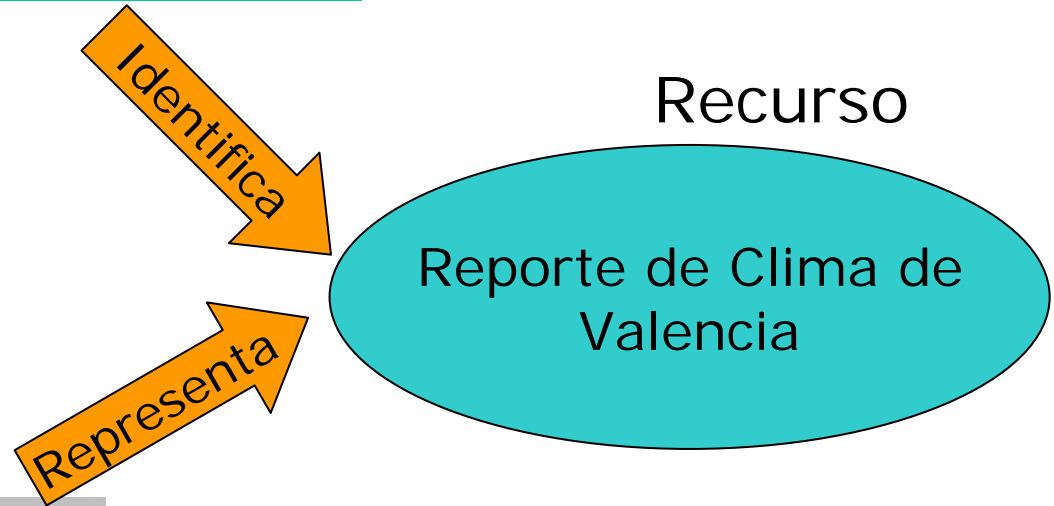 Identifica
Recurso
Reporte de Clima de
Valencia
Representa